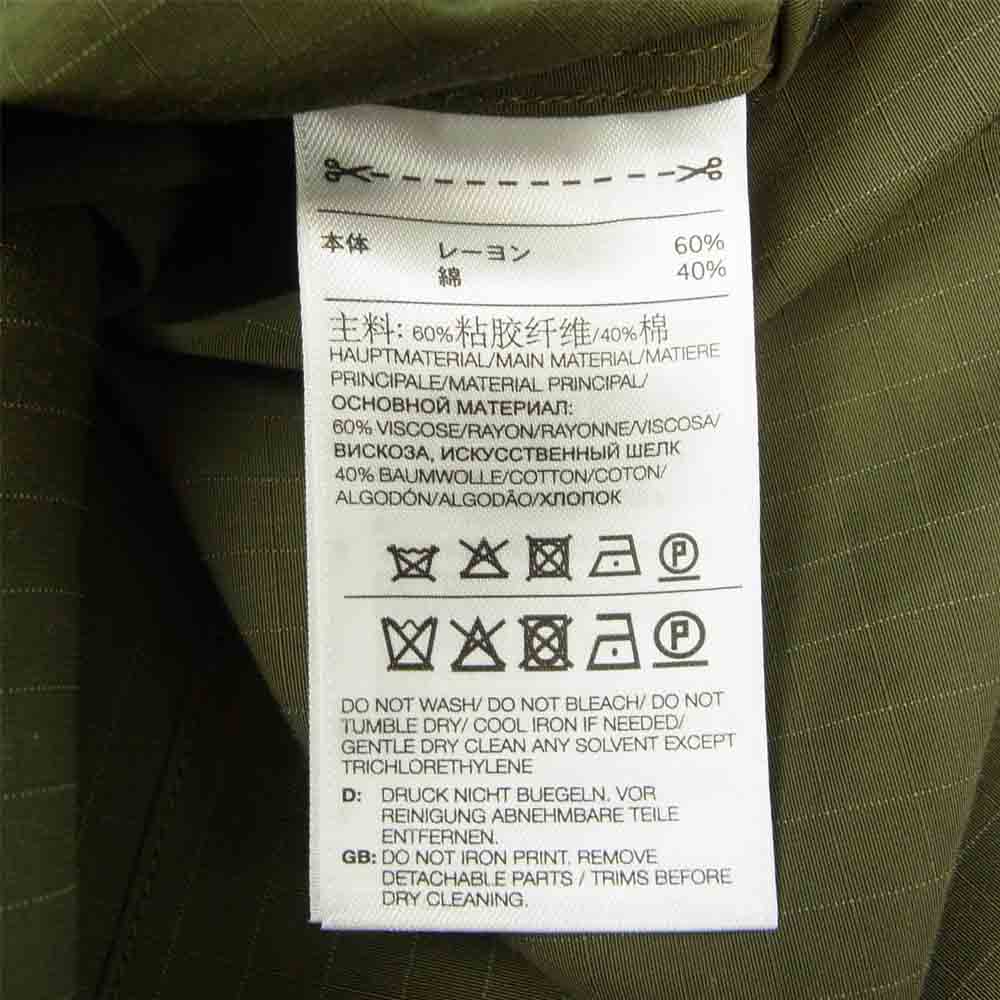 本体 レーヨン 60%
綿 40%
主料: 60%粘胶纤维/40%棉
HAUPTMATERIAL/MAIN MATERIAL/MATIERE
PRINCIPALE/MATERIAL PRINCIPAL/
ОСНОВНОЙ МАТЕРИАЛ:
60% VISCOSE/RAYON/RAYONNE/VISCOSA/
ВИСКОЗА, ИСКУССТВЕННЫЙ ШЕЛК
40% BAUMWOLLE/COTTON/COTON/
ALGODÓN/ALGODÃO/ХЛОПОК
P
P
DO NOT WASH/ DO NOT BLEACH/ DO NOT
TUMBLE DRY/ COOL IRON IF NEEDED/
GENTLE DRY CLEAN ANY SOLVENT EXCEPT
TRICHLORETHYLENE
D: DRUCK NICHT BUEGELN. VOR
REINIGUNG ABNEHMBARE TEILE
ENTFERNEN.
GB: DO NOT IRON PRINT. REMOVE
DETACHABLE PARTS / TRIMS BEFORE
DRY CLEANING.